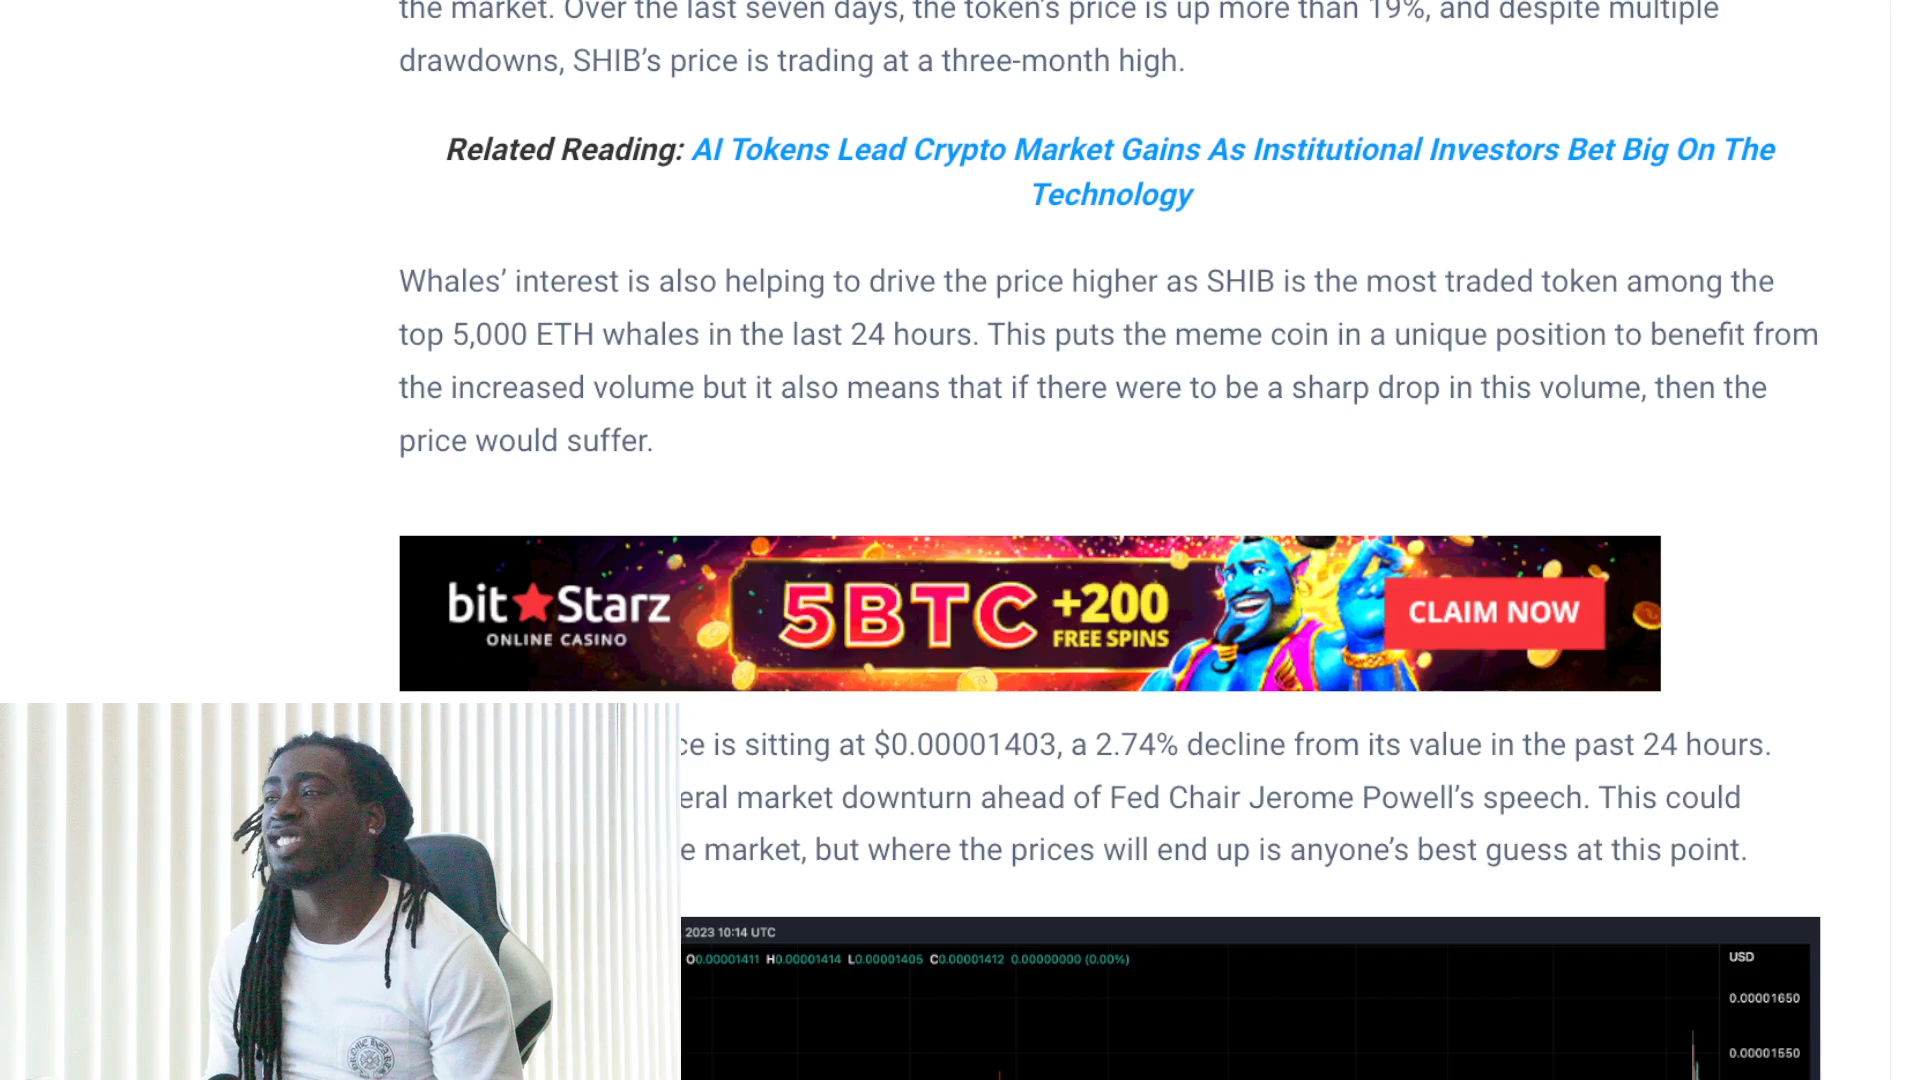 the market. Over the last seven days, the token's price is up more than 19%, and despite multiple
drawdowns, SHIB’s price is trading at a three-month high.
Related Reading: AI Tokens Lead Crypto Market Gains As Institutional Investors Bet Big On The
Technology
Whales’ interest is also helping to drive the price higher as SHIB is the most traded token among the
top 5,000 ETH whales in the last 24 hours. This puts the meme coin in a unique position to benefit from
the increased volume but it also means that if there were to be a sharp drop in this volume, then the
price would suffer.
bit Starz
ONLINE CASINO
5BTC
+200
FREE SPINS
CLAIM NOW
ce is sitting at $0.00001403, a 2.74% decline from its value in the past 24 hours.
eral market downturn ahead of Fed Chair Jerome Powell’s speech. This could
e market, but where the prices will end up is anyone’s best guess at this point.
2023 10:14 UTC
O0.00001411 H0.00001414 L0.00001405 C0.00001412 0.00000000 (0.00%)
USD
0.00001650
0.00001550